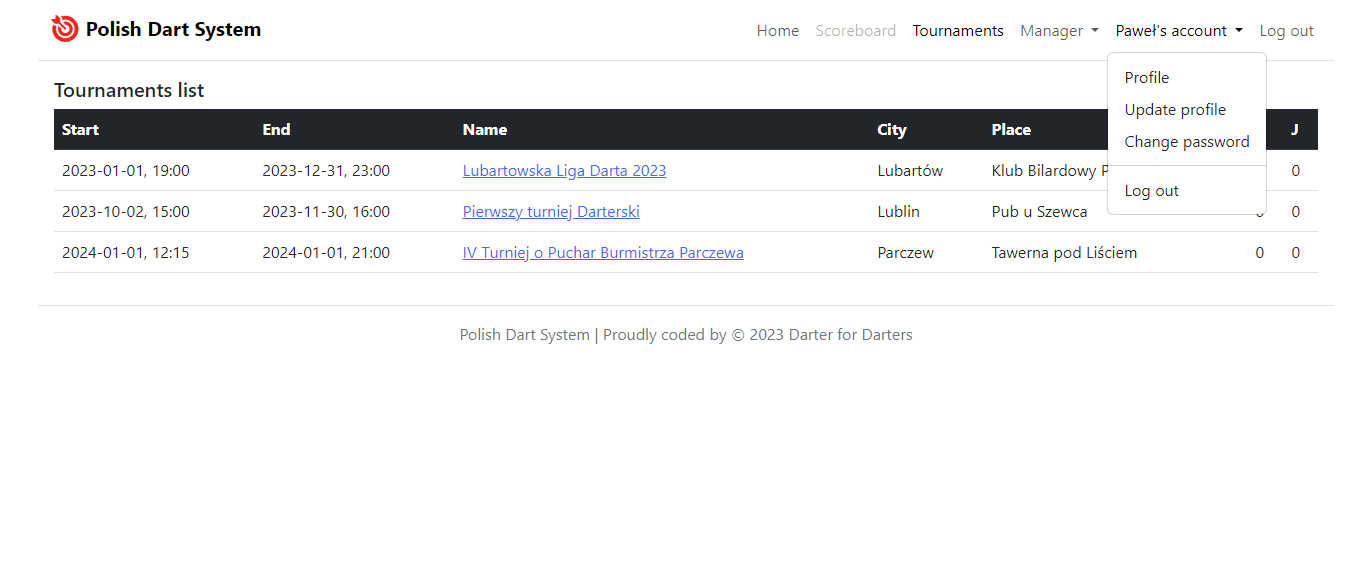 Polish Dart System Home Scoreboard Tournaments Manager Paweł's account Log out
Profile
Update profile
Change password
Log out
Tournaments list
Start End Name City Place J
2023-01-01, 19:00 2023-12-31, 23:00 Lubartowska Liga Darta 2023 Lubartów Klub Bilardowy 0
2023-10-02, 15:00 2023-11-30, 16:00 Pierwszy turniej Darterski Lublin Pub u Szewca 0
2024-01-01, 12:15 2024-01-01, 21:00 IV Turniej o Puchar Burmistrza Parczewa Parczew Tawerna pod Liściem 0 0
Polish Dart System | Proudly coded by © 2023 Darter for Darters